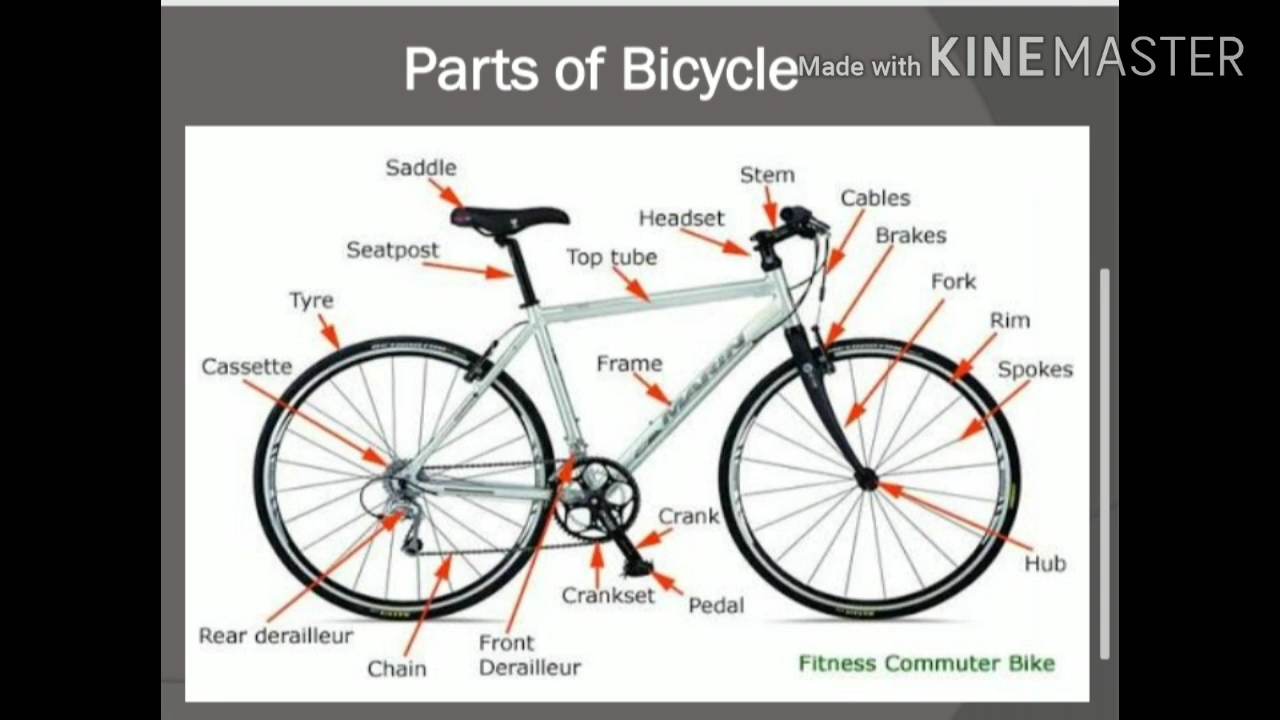 Parts of Bicycle
Made with KINEMASTER
Saddle
Stem
Cables
Headset
Brakes
Seatpost
Top tube
Fork
Tyre
Rim
Cassette
Frame
Spokes
MARIN
Crank
Hub
Crankset
Pedal
Rear derailleur
Front
Derailleur
Chain
Fitness Commuter Bike